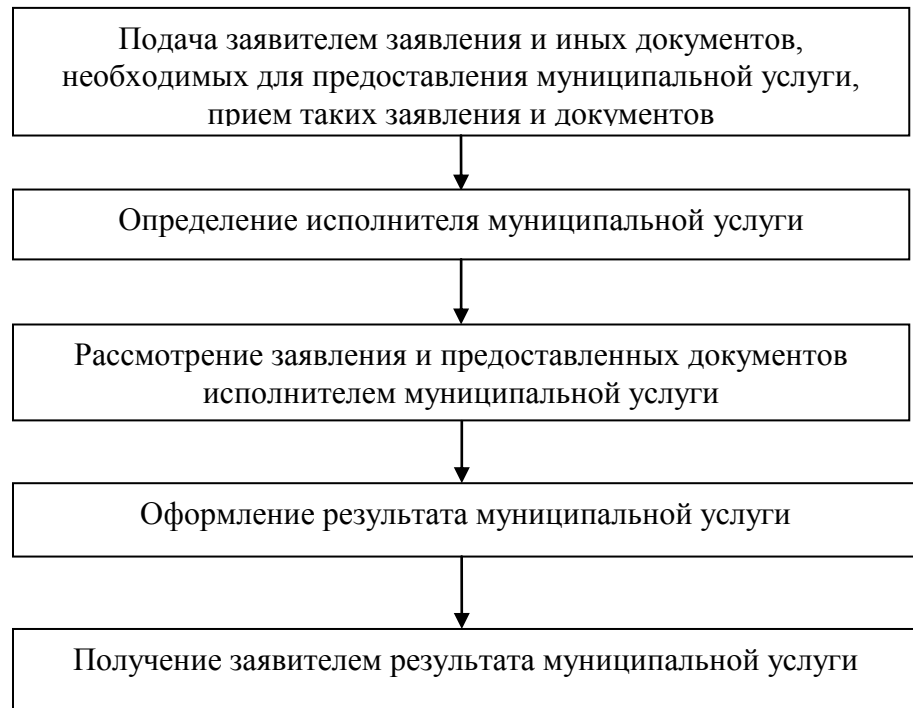 Подача заявителем заявления и иных документов,
необходимых для предоставления муниципальной услуги,
прием таких заявления и документов
Определение исполнителя муниципальной услуги
Рассмотрение заявления и предоставленных документов
исполнителем муниципальной услуги
Оформление результата муниципальной услуги
Получение заявителем результата муниципальной услуги